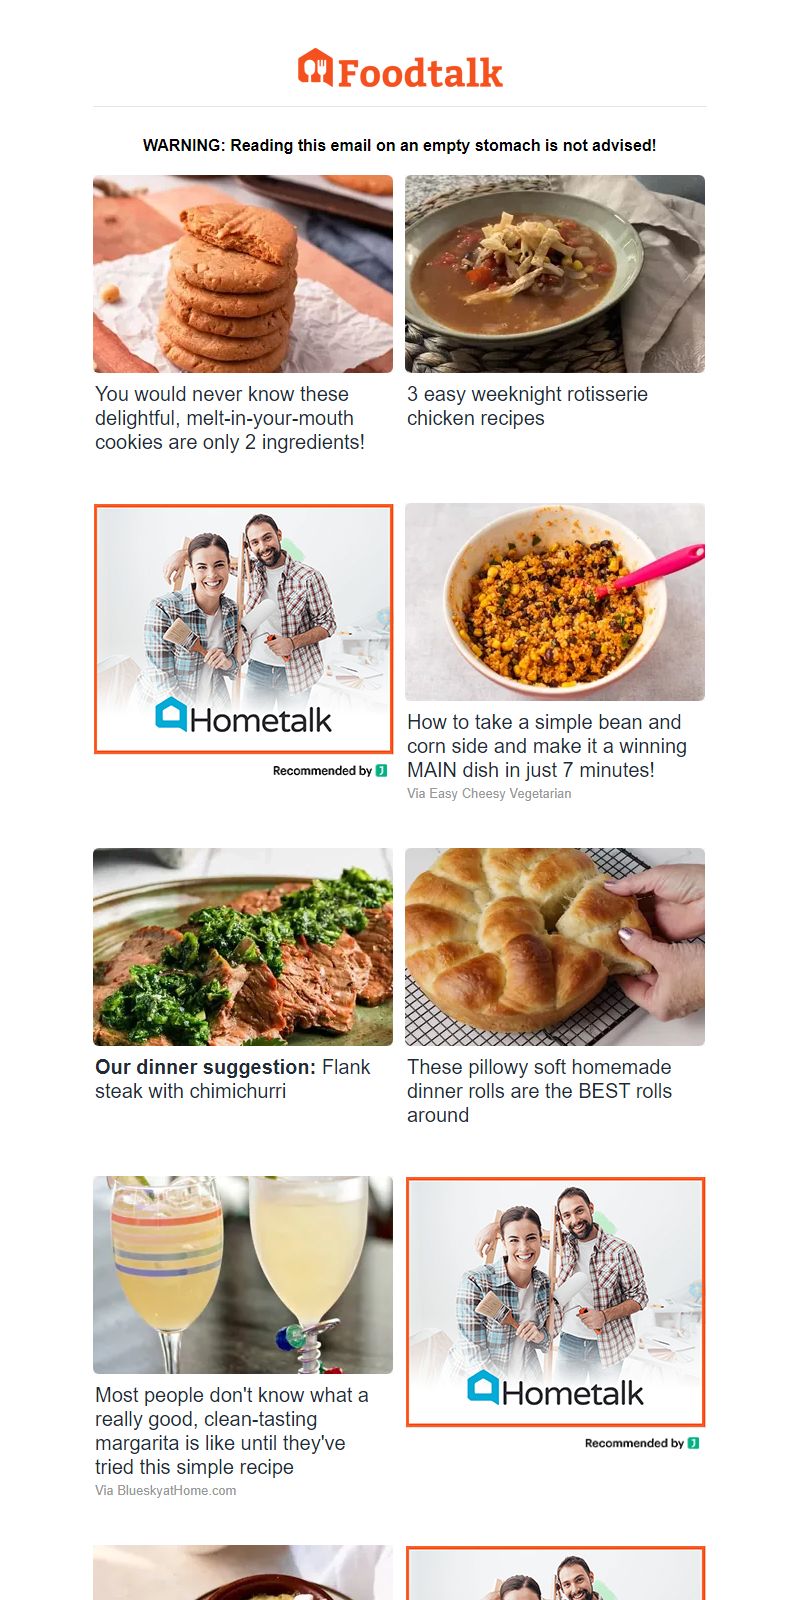 Foodtalk
WARNING: Reading this email on an empty stomach is not advised!
You would never know these
delightful, melt-in-your-mouth
cookies are only 2 ingredients!
3 easy weeknight rotisserie
chicken recipes
Hometalk
Recommended by
How to take a simple bean and
corn side and make it a winning
MAIN dish in just 7 minutes!
Via Easy Cheesy Vegetarian
Our dinner suggestion: Flank
steak with chimichurri
These pillowy soft homemade
dinner rolls are the BEST rolls
around
Most people don't know what a
really good, clean-tasting
margarita is like until they've
tried this simple recipe
Via BlueskyatHome.com
Hometalk
Recommended by